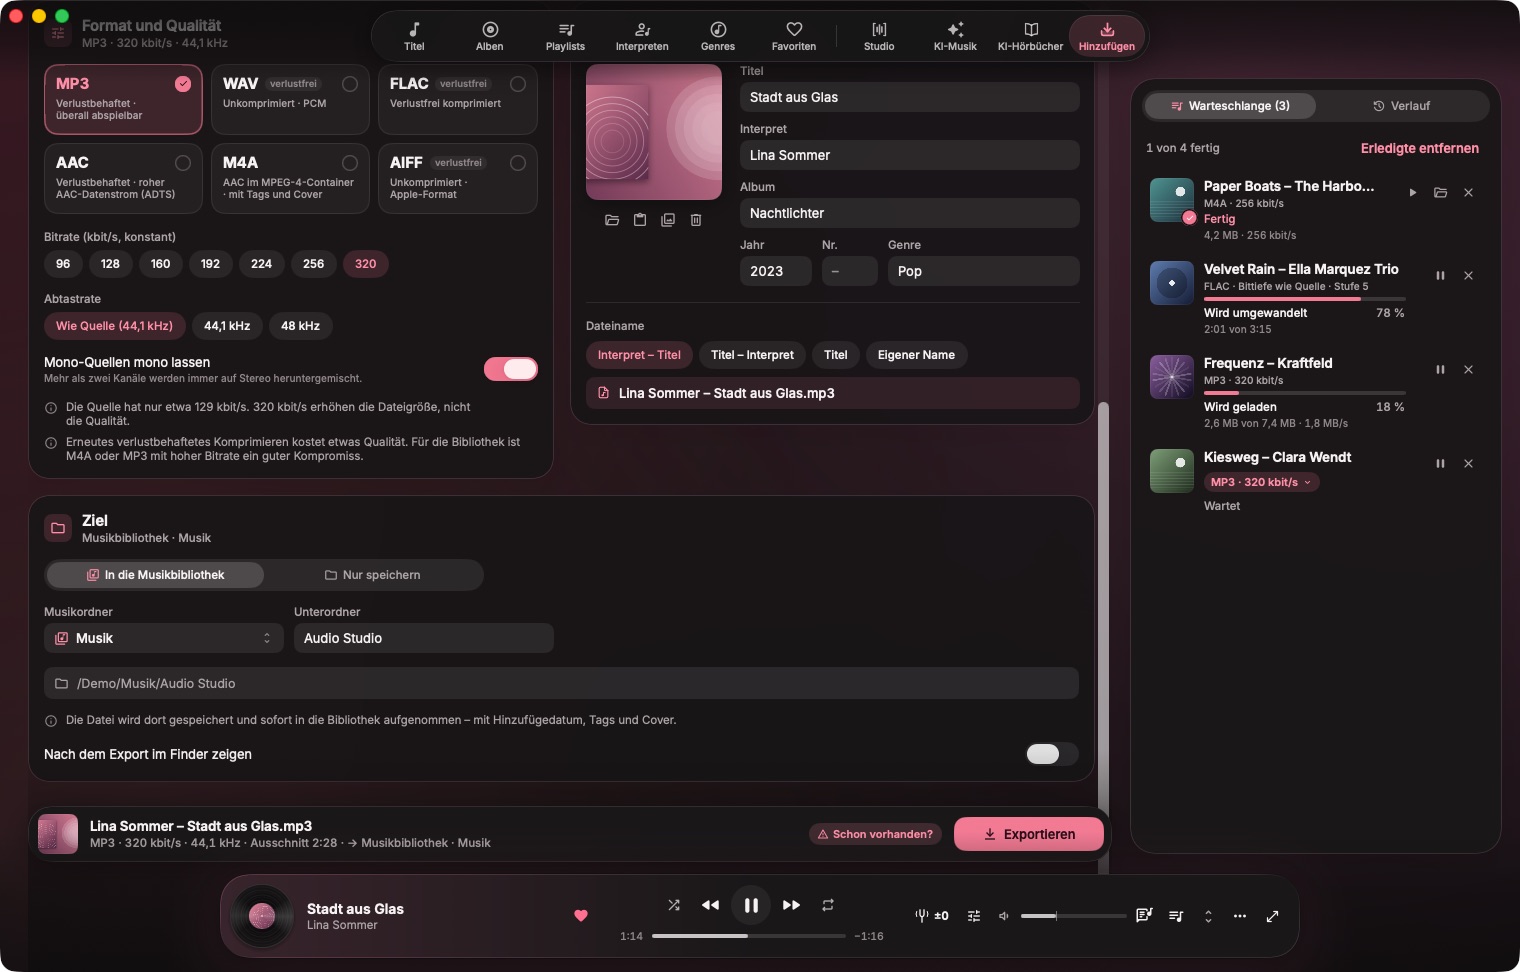 Titel
Alben
Playlists
Interpreten
Genres
Favoriten
Studio
KI-Musik
KI-Hörbücher
Hinzufügen
Format und Qualität
MP3 · 320 kbit/s · 44,1 kHz
MP3
Verlustbehaftet ·
überall abspielbar
WAV verlustfrei
Unkomprimiert · PCM
FLAC verlustfrei
Verlustfrei komprimiert
AAC
Verlustbehaftet · roher
AAC-Datenstrom (ADTS)
M4A
AAC im MPEG-4-Container
· mit Tags und Cover
AIFF verlustfrei
Unkomprimiert ·
Apple-Format
Bitrate (kbit/s, konstant)
96 128 160 192 224 256 320
Abtastrate
Wie Quelle (44,1 kHz) 44,1 kHz 48 kHz
Mono-Quellen mono lassen
Mehr als zwei Kanäle werden immer auf Stereo heruntergemischt.
Die Quelle hat nur etwa 129 kbit/s. 320 kbit/s erhöhen die Dateigröße, nicht
die Qualität.
Erneutes verlustbehaftetes Komprimieren kostet etwas Qualität. Für die Bibliothek ist
M4A oder MP3 mit hoher Bitrate ein guter Kompromiss.
Titel
Stadt aus Glas
Interpret
Lina Sommer
Album
Nachtlichter
Jahr Nr. Genre
2023 – Pop
Dateiname
Interpret – Titel Titel – Interpret Titel Eigener Name
Lina Sommer – Stadt aus Glas.mp3
Ziel
Musikbibliothek · Musik
In die Musikbibliothek Nur speichern
Musikordner Unterordner
Musik Audio Studio
/Demo/Musik/Audio Studio
Die Datei wird dort gespeichert und sofort in die Bibliothek aufgenommen – mit Hinzufügedatum, Tags und Cover.
Nach dem Export im Finder zeigen
Lina Sommer – Stadt aus Glas.mp3
MP3 · 320 kbit/s · 44,1 kHz · Ausschnitt 2:28 · → Musikbibliothek · Musik
Schon vorhanden?
Exportieren
Warteschlange (3) Verlauf
1 von 4 fertig Erledigte entfernen
Paper Boats – The Harbo...
M4A · 256 kbit/s
Fertig
4,2 MB · 256 kbit/s
Velvet Rain – Ella Marquez Trio
FLAC · Bittiefe wie Quelle · Stufe 5
Wird umgewandelt 78 %
2:01 von 3:15
Frequenz – Kraftfeld
MP3 · 320 kbit/s
Wird geladen 18 %
2,6 MB von 7,4 MB · 1,8 MB/s
Kiesweg – Clara Wendt
MP3 · 320 kbit/s
Wartet
Stadt aus Glas
Lina Sommer
1:14 −1:16
±0